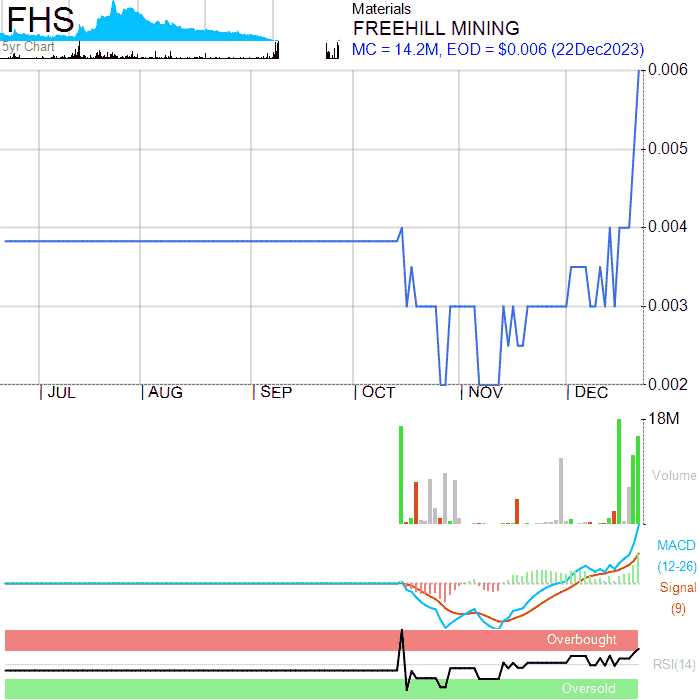 FHS
5yr Chart
Materials
FREEHILL MINING
MC = 14.2M, EOD = $0.006 (22Dec2023)
0.006
0.005
0.004
0.003
0.002
JUL AUG SEP OCT NOV DEC
18M
Volume
MACD
(12-26)
Signal
(9)
Overbought
RSI(14)
Oversold